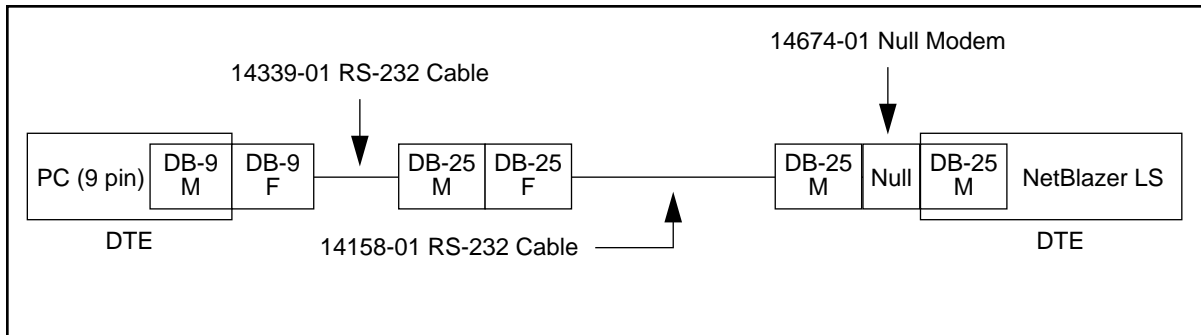 14674-01 Null Modem
14339-01 RS-232 Cable
PC (9 pin)
DB-9
M
DB-9
F
DB-25
M
DB-25
F
DB-25
M
Null
DB-25
M
NetBlazer LS
DTE
14158-01 RS-232 Cable
DTE